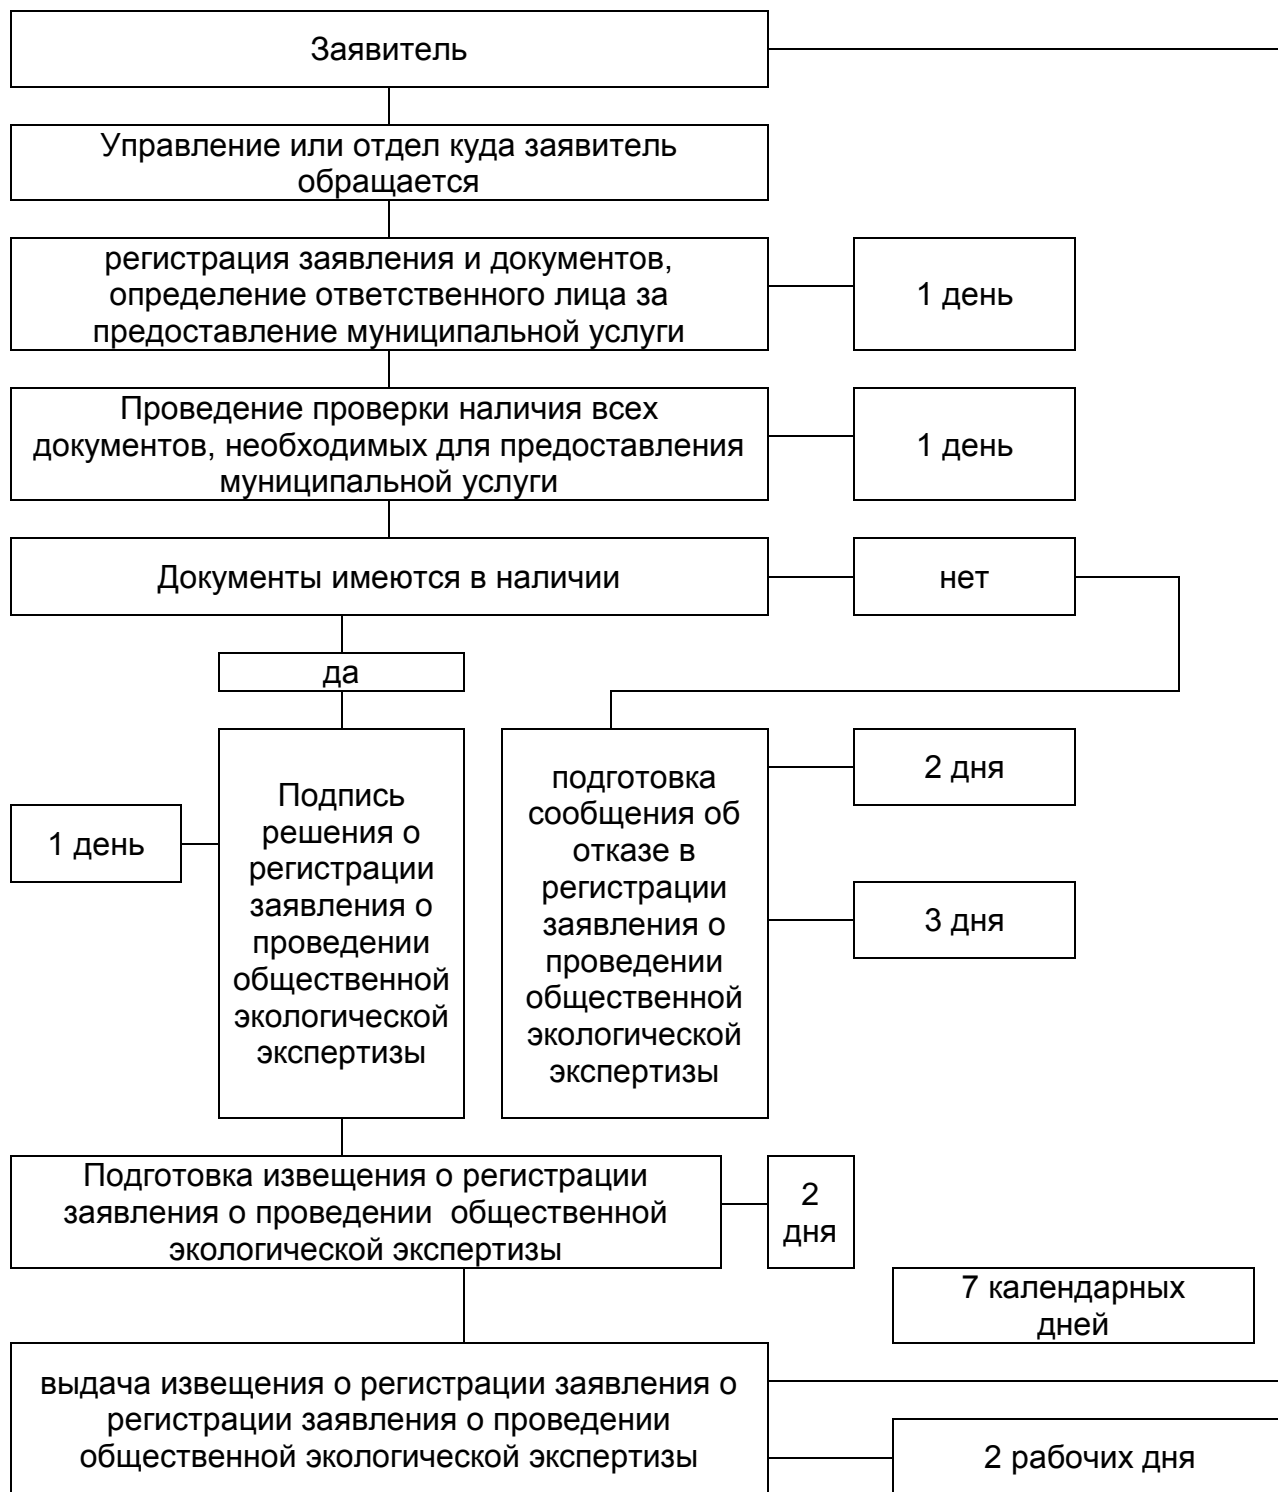 Заявитель
Управление или отдел куда заявитель
обращается
регистрация заявления и документов,
определение ответственного лица за
предоставление муниципальной услуги
1 день
Проведение проверки наличия всех
документов, необходимых для предоставления
муниципальной услуги
1 день
Документы имеются в наличии
нет
да
1 день
Подпись
решения о
регистрации
заявления о
проведении
общественной
экологической
экспертизы
подготовка
сообщения об
отказе в
регистрации
заявления о
проведении
общественной
экологической
экспертизы
2 дня
3 дня
Подготовка извещения о регистрации
заявления о проведении  общественной
экологической экспертизы
2
дня
7 календарных
дней
выдача извещения о регистрации заявления о
регистрации заявления о проведении
общественной экологической экспертизы
2 рабочих дня